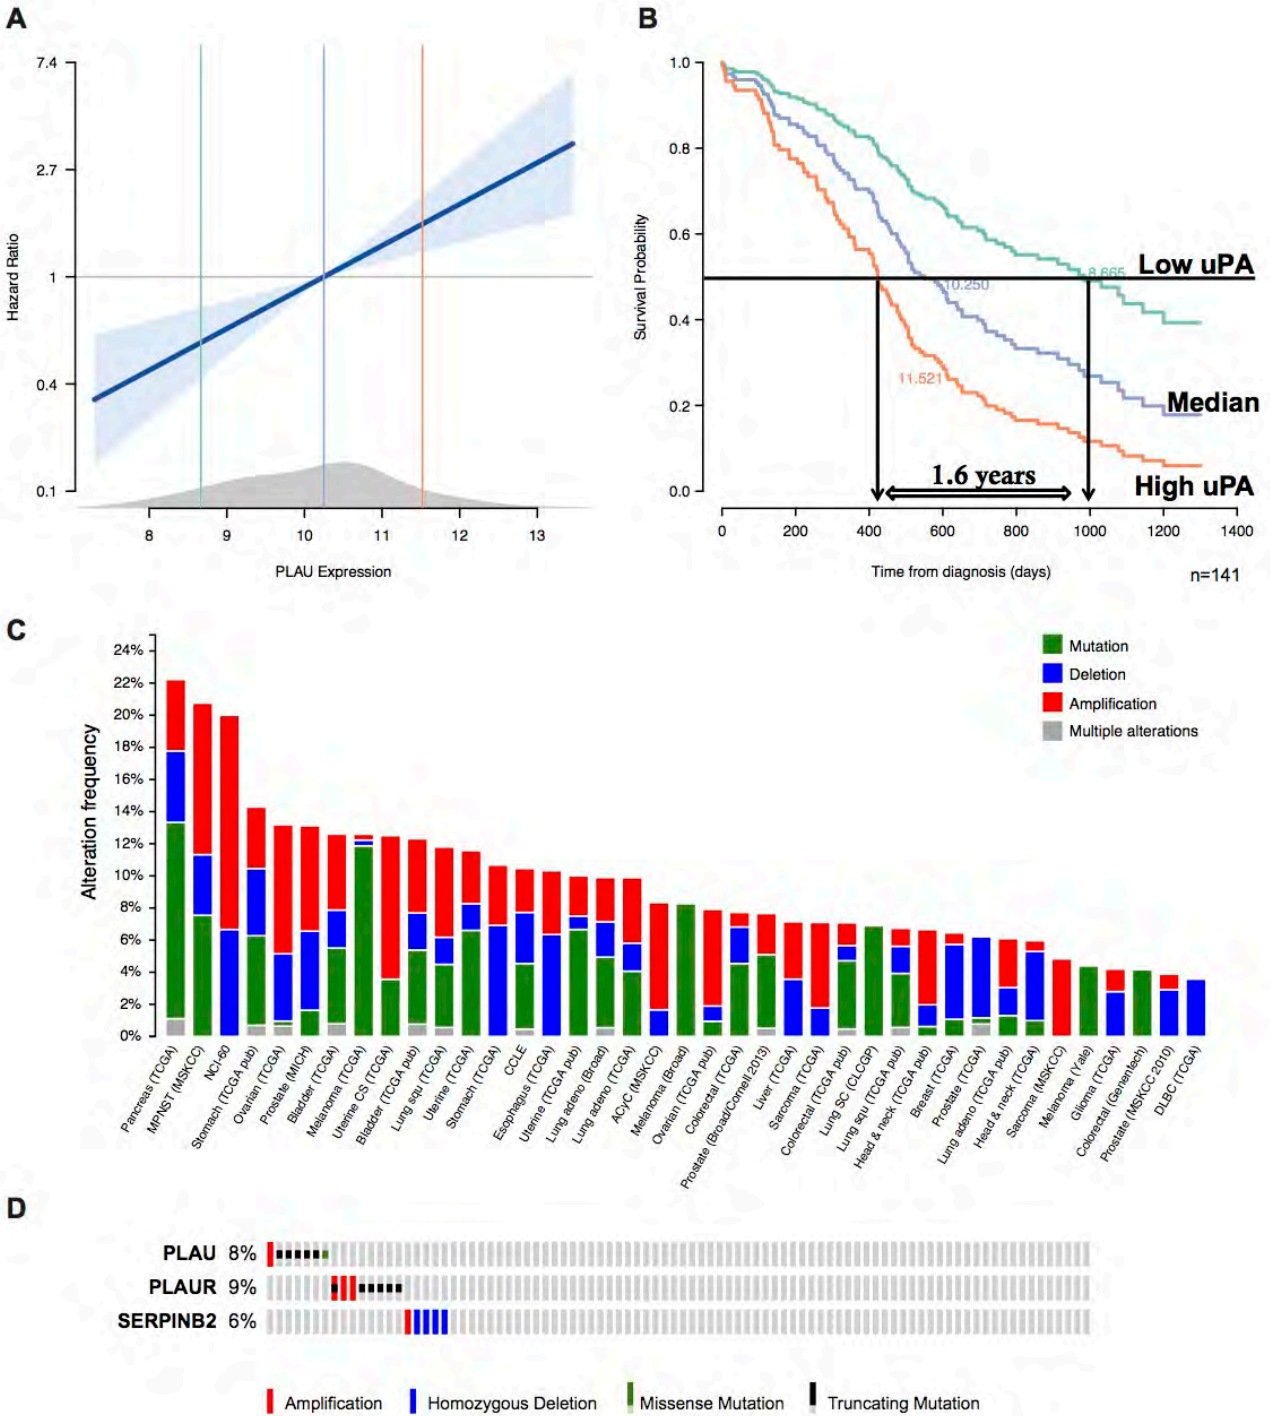 A
7.4
2.7
1
0.4
0.1
Hazard Ratio
8 9 10 11 12 13
PLAU Expression
B
1.0
0.8
0.6
0.4
0.2
0.0
Survival Probability
8.665
Low uPA
10.250
11.521
Median
1.6 years
High uPA
0 200 400 600 800 1000 1200 1400
Time from diagnosis (days)
n=141
C
24%
22%
20%
18%
16%
14%
12%
10%
8%
6%
4%
2%
0%
Alteration frequency
Mutation
Deletion
Amplification
Multiple alterations
Pancreas (TCGA)
MPNST (MSKCC)
NCI-60
Stomach (TCGA pub)
Ovarian (TCGA)
Prostate (MICH)
Bladder (TCGA)
Melanoma (TCGA)
Uterine CS (TCGA)
Bladder (TCGA pub)
Lung squ (TCGA)
Uterine (TCGA)
Stomach (TCGA)
CCLE
Esophagus (TCGA)
Uterine (TCGA pub)
Lung adeno (Broad)
Lung adeno (TCGA)
ACyC (MSKCC)
Melanoma (Broad)
Ovarian (TCGA pub)
Colorectal (TCGA)
Prostate (Broad/Cornell 2013)
Liver (TCGA)
Sarcoma (TCGA)
Colorectal (TCGA pub)
Lung SC (CLCGP)
Lung squ (TCGA pub)
Head & neck (TCGA pub)
Breast (TCGA)
Prostate (TCGA)
Lung adeno (TCGA pub)
Head & neck (TCGA)
Sarcoma (MSKCC)
Melanoma (Yale)
Glioma (TCGA)
Colorectal (Genentech)
Prostate (MSKCC 2010)
DLBC (TCGA)
D
PLAU 8%
PLAUR 9%
SERPINB2 6%
Amplification Homozygous Deletion Missense Mutation Truncating Mutation